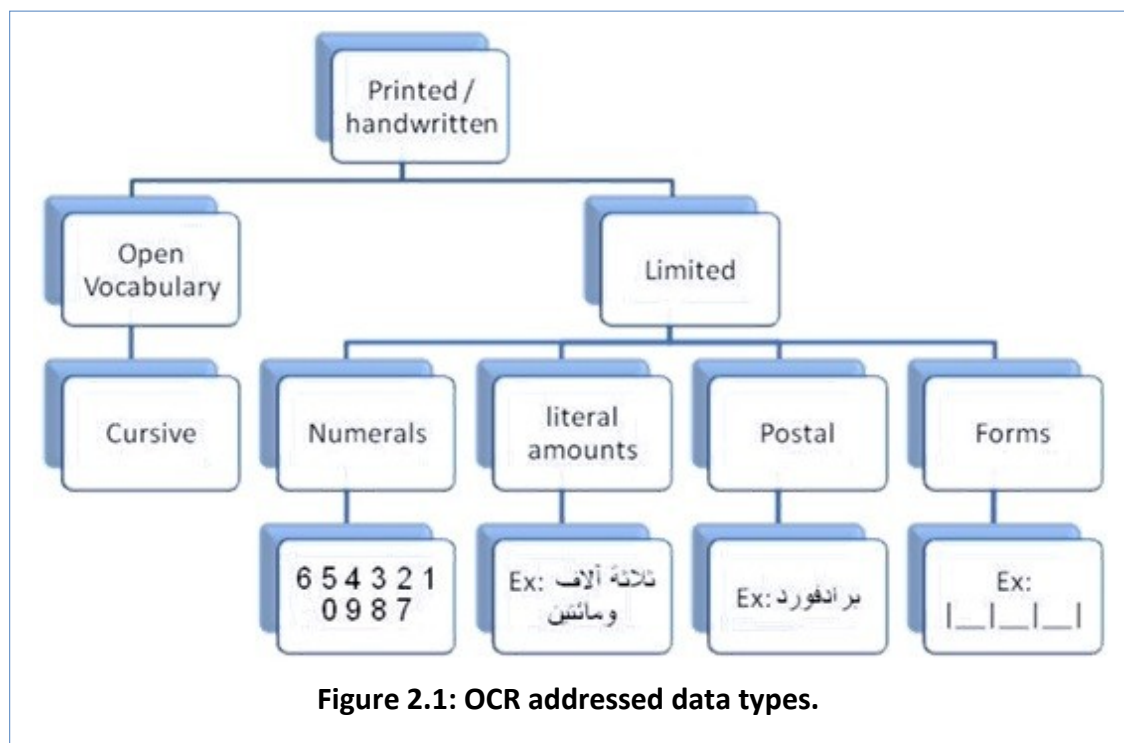 Printed /
handwritten
Open
Vocabulary
Limited
Cursive
Numerals
literal
amounts
Postal
Forms
6 5 4 3 2 1
0 9 8 7
Ex: ثلاثة آلاف
ومائتين
Ex: برادفورد
Ex:
|__|__|__|
Figure 2.1: OCR addressed data types.